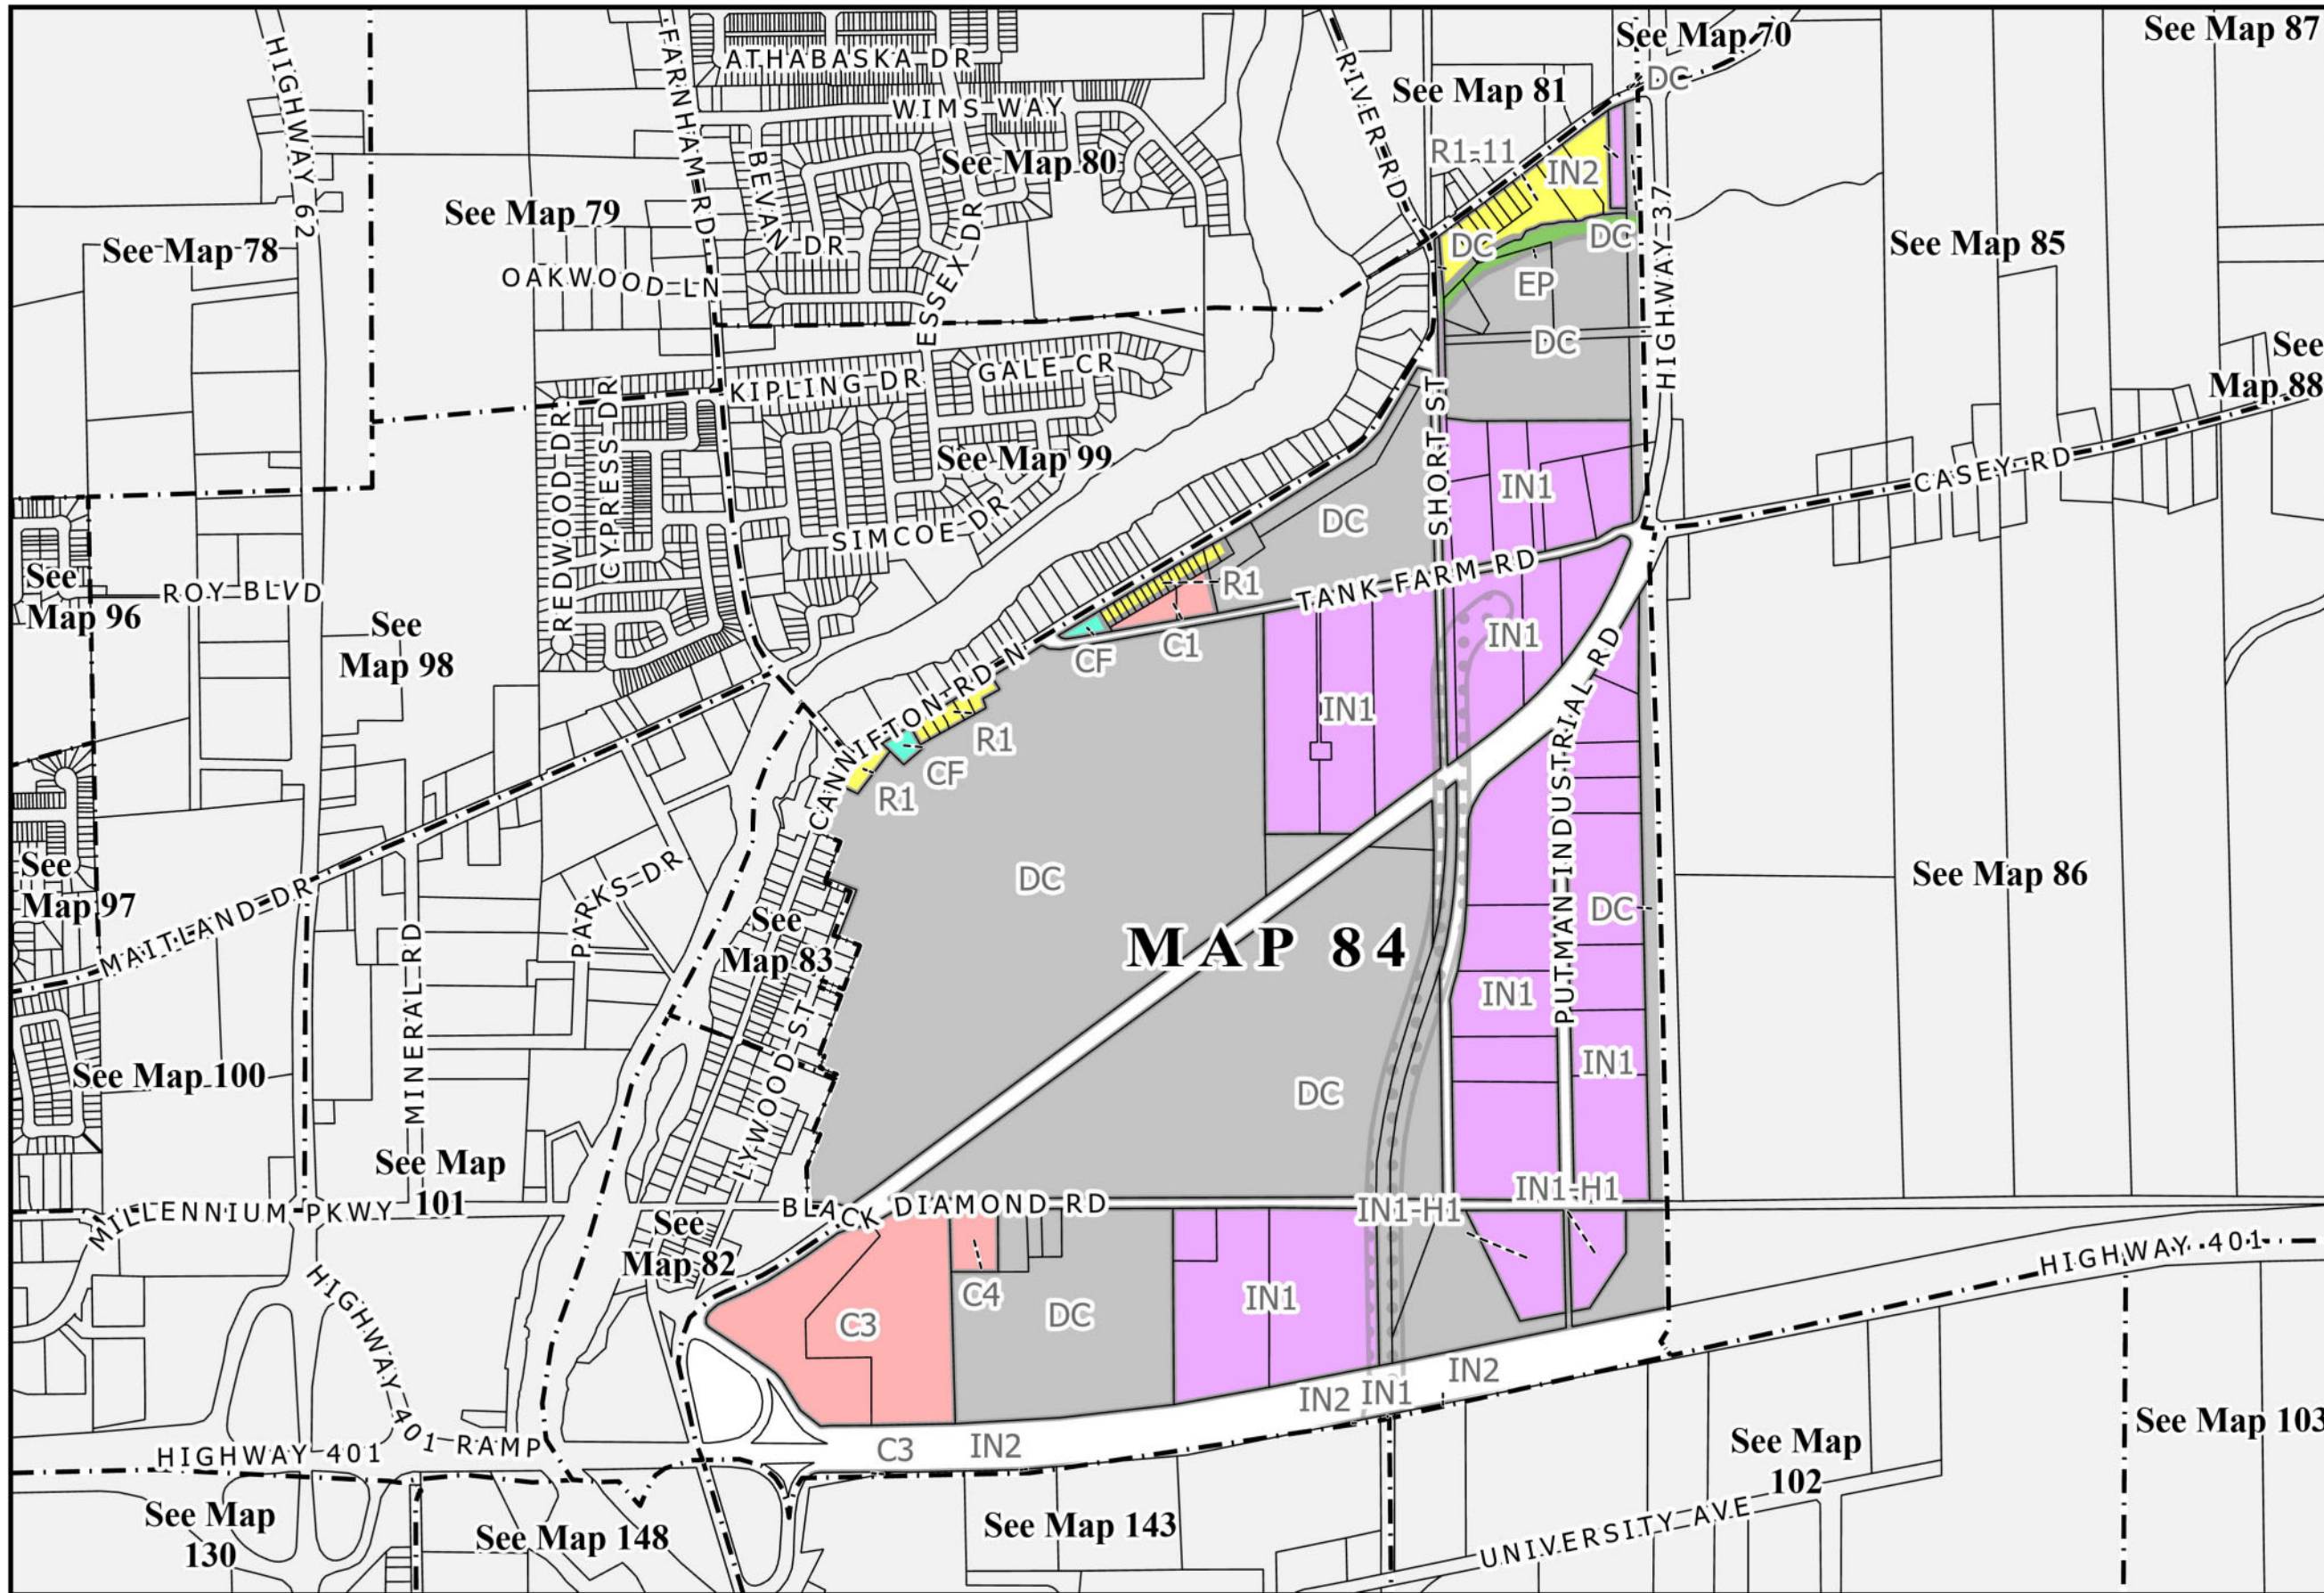 See Map 70
See Map 87
HIGHWAY 62
FARNHAM RD
ATHABASKA DR
WIMS WAY
RIVER RD
See Map 81
DC
BEVAN DR
See Map 80
R1-11
IN2
See Map 79
See Map 78
OAKWOOD LN
ESSEX DR
DC
DC
EP
HIGHWAY 37
See Map 85
DC
See
Map 88
KIPLING DR
GALE CR
REDWOOD DR
CYPRESS DR
See Map 99
SIMCOE DR
SHORT ST
DC
IN1
CASEY RD
See
Map 96
ROY BLVD
See
Map 98
TANK FARM RD
R1
C1
CF
IN1
IN1
CANNIFTON RD N
R1
CF
R1
PUTMAN INDUSTRIAL RD
See
Map 97
MAITLAND DR
PARKS DR
MINERAL RD
See
Map 83
DC
MAP 84
DC
See Map 86
IN1
IN1
See Map 100
LYWOOD ST
DC
See Map
101
MILLENNIUM PKWY
BLACK DIAMOND RD
IN1-H1
IN1-H1
See
Map 82
C4
C3
DC
IN1
HIGHWAY 401
HIGHWAY 401 RAMP
HIGHWAY 401
C3
IN2
IN2
IN1
IN2
See Map 103
See Map
102
See Map
130
See Map 148
See Map 143
UNIVERSITY AVE